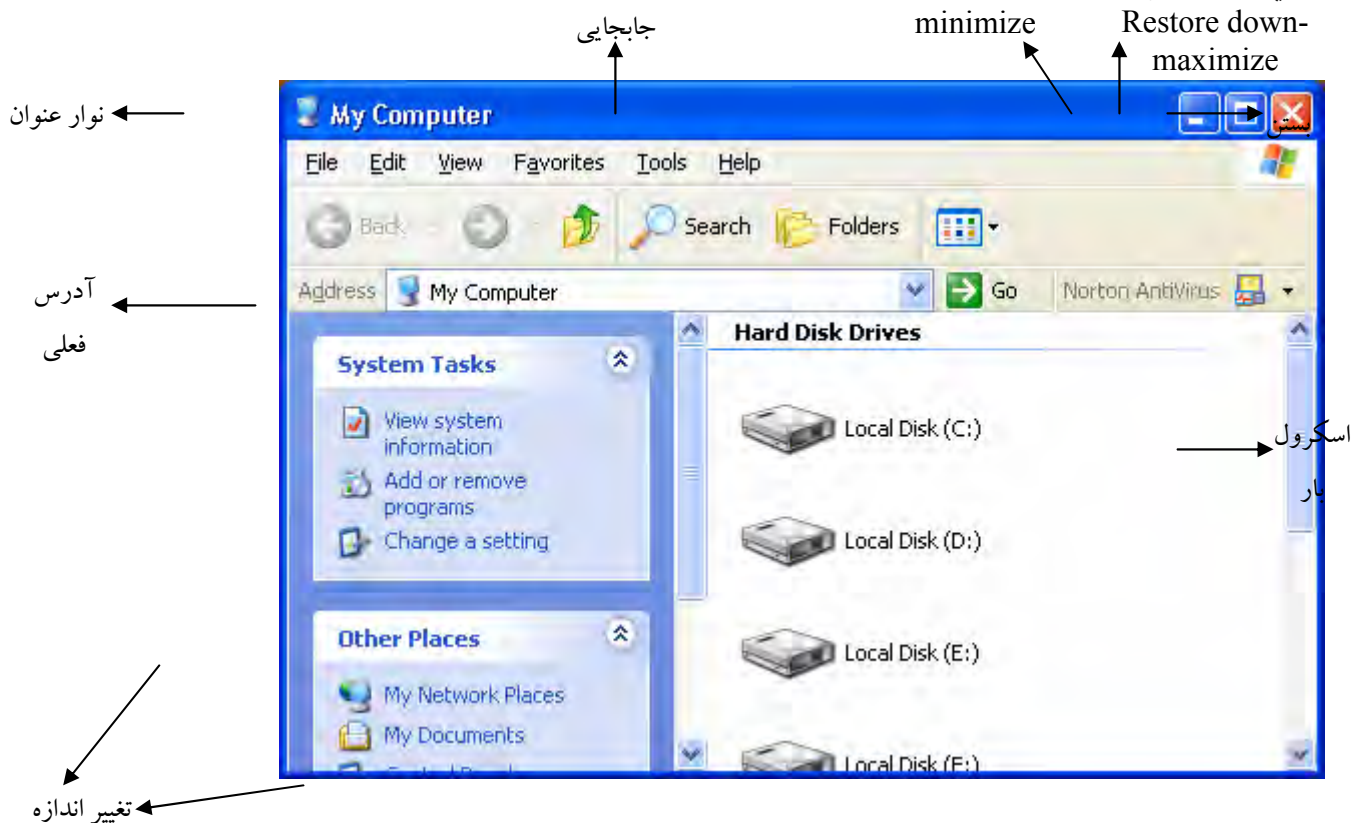 جابجایی
minimize
Restore down-
maximize
نوار عنوان
My Computer
بستن
File Edit View Favorites Tools Help
Back Search Folders
آدرس
فعلی
Address My Computer Go Norton AntiVirus
System Tasks
View system
information
Add or remove
programs
Change a setting
Other Places
My Network Places
My Documents
Hard Disk Drives
Local Disk (C:)
Local Disk (D:)
Local Disk (E:)
Local Disk (F:)
اسکرول
بار
تغییر اندازه